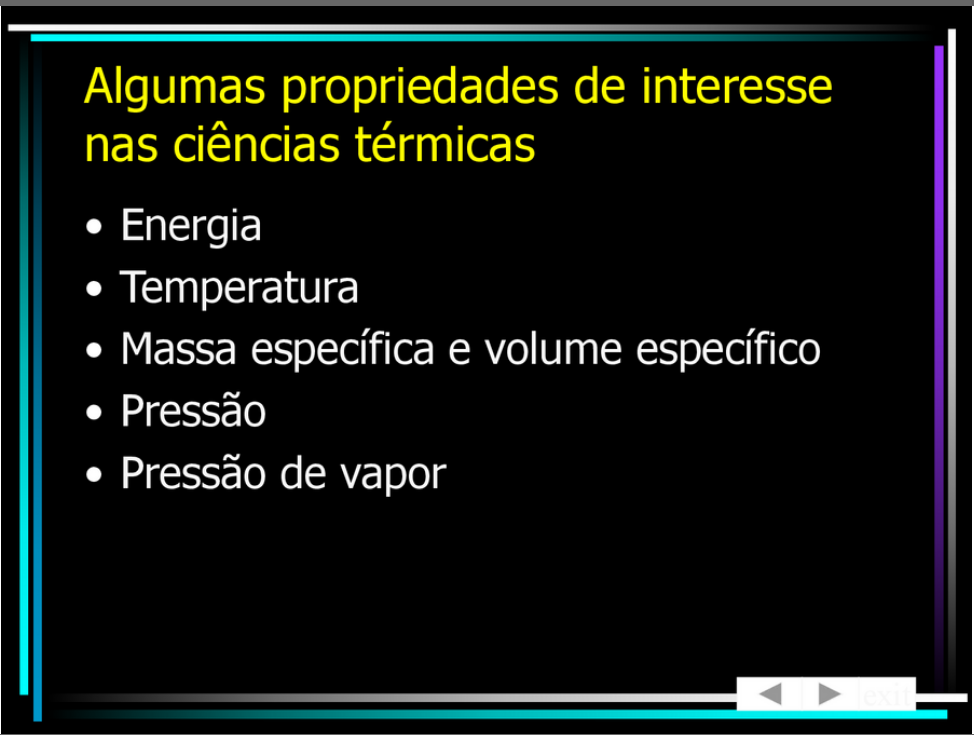 Algumas propriedades de interesse
nas ciências térmicas
• Energia
• Temperatura
• Massa específica e volume específico
• Pressão
• Pressão de vapor
exit